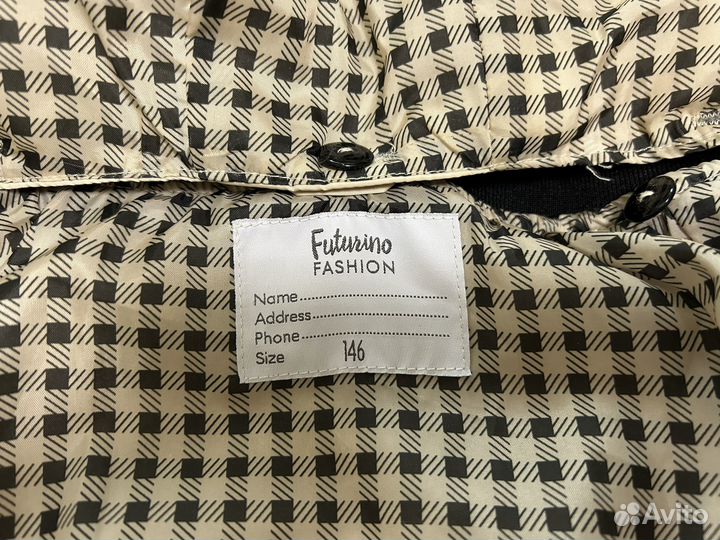 Futurino
FASHION
Name
Address
Phone
Size 146
Avito